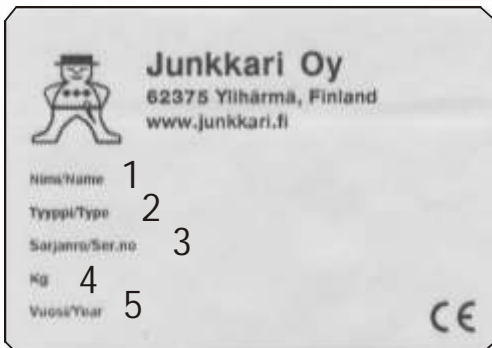 Junkkari Oy
62375 Ylihärmä, Finland
www.junkkari.fi
Nimi/Name 1
Tyyppi/Type 2
Sarjanro/Ser.no 3
Kg 4
Vuosi/Year 5
CE